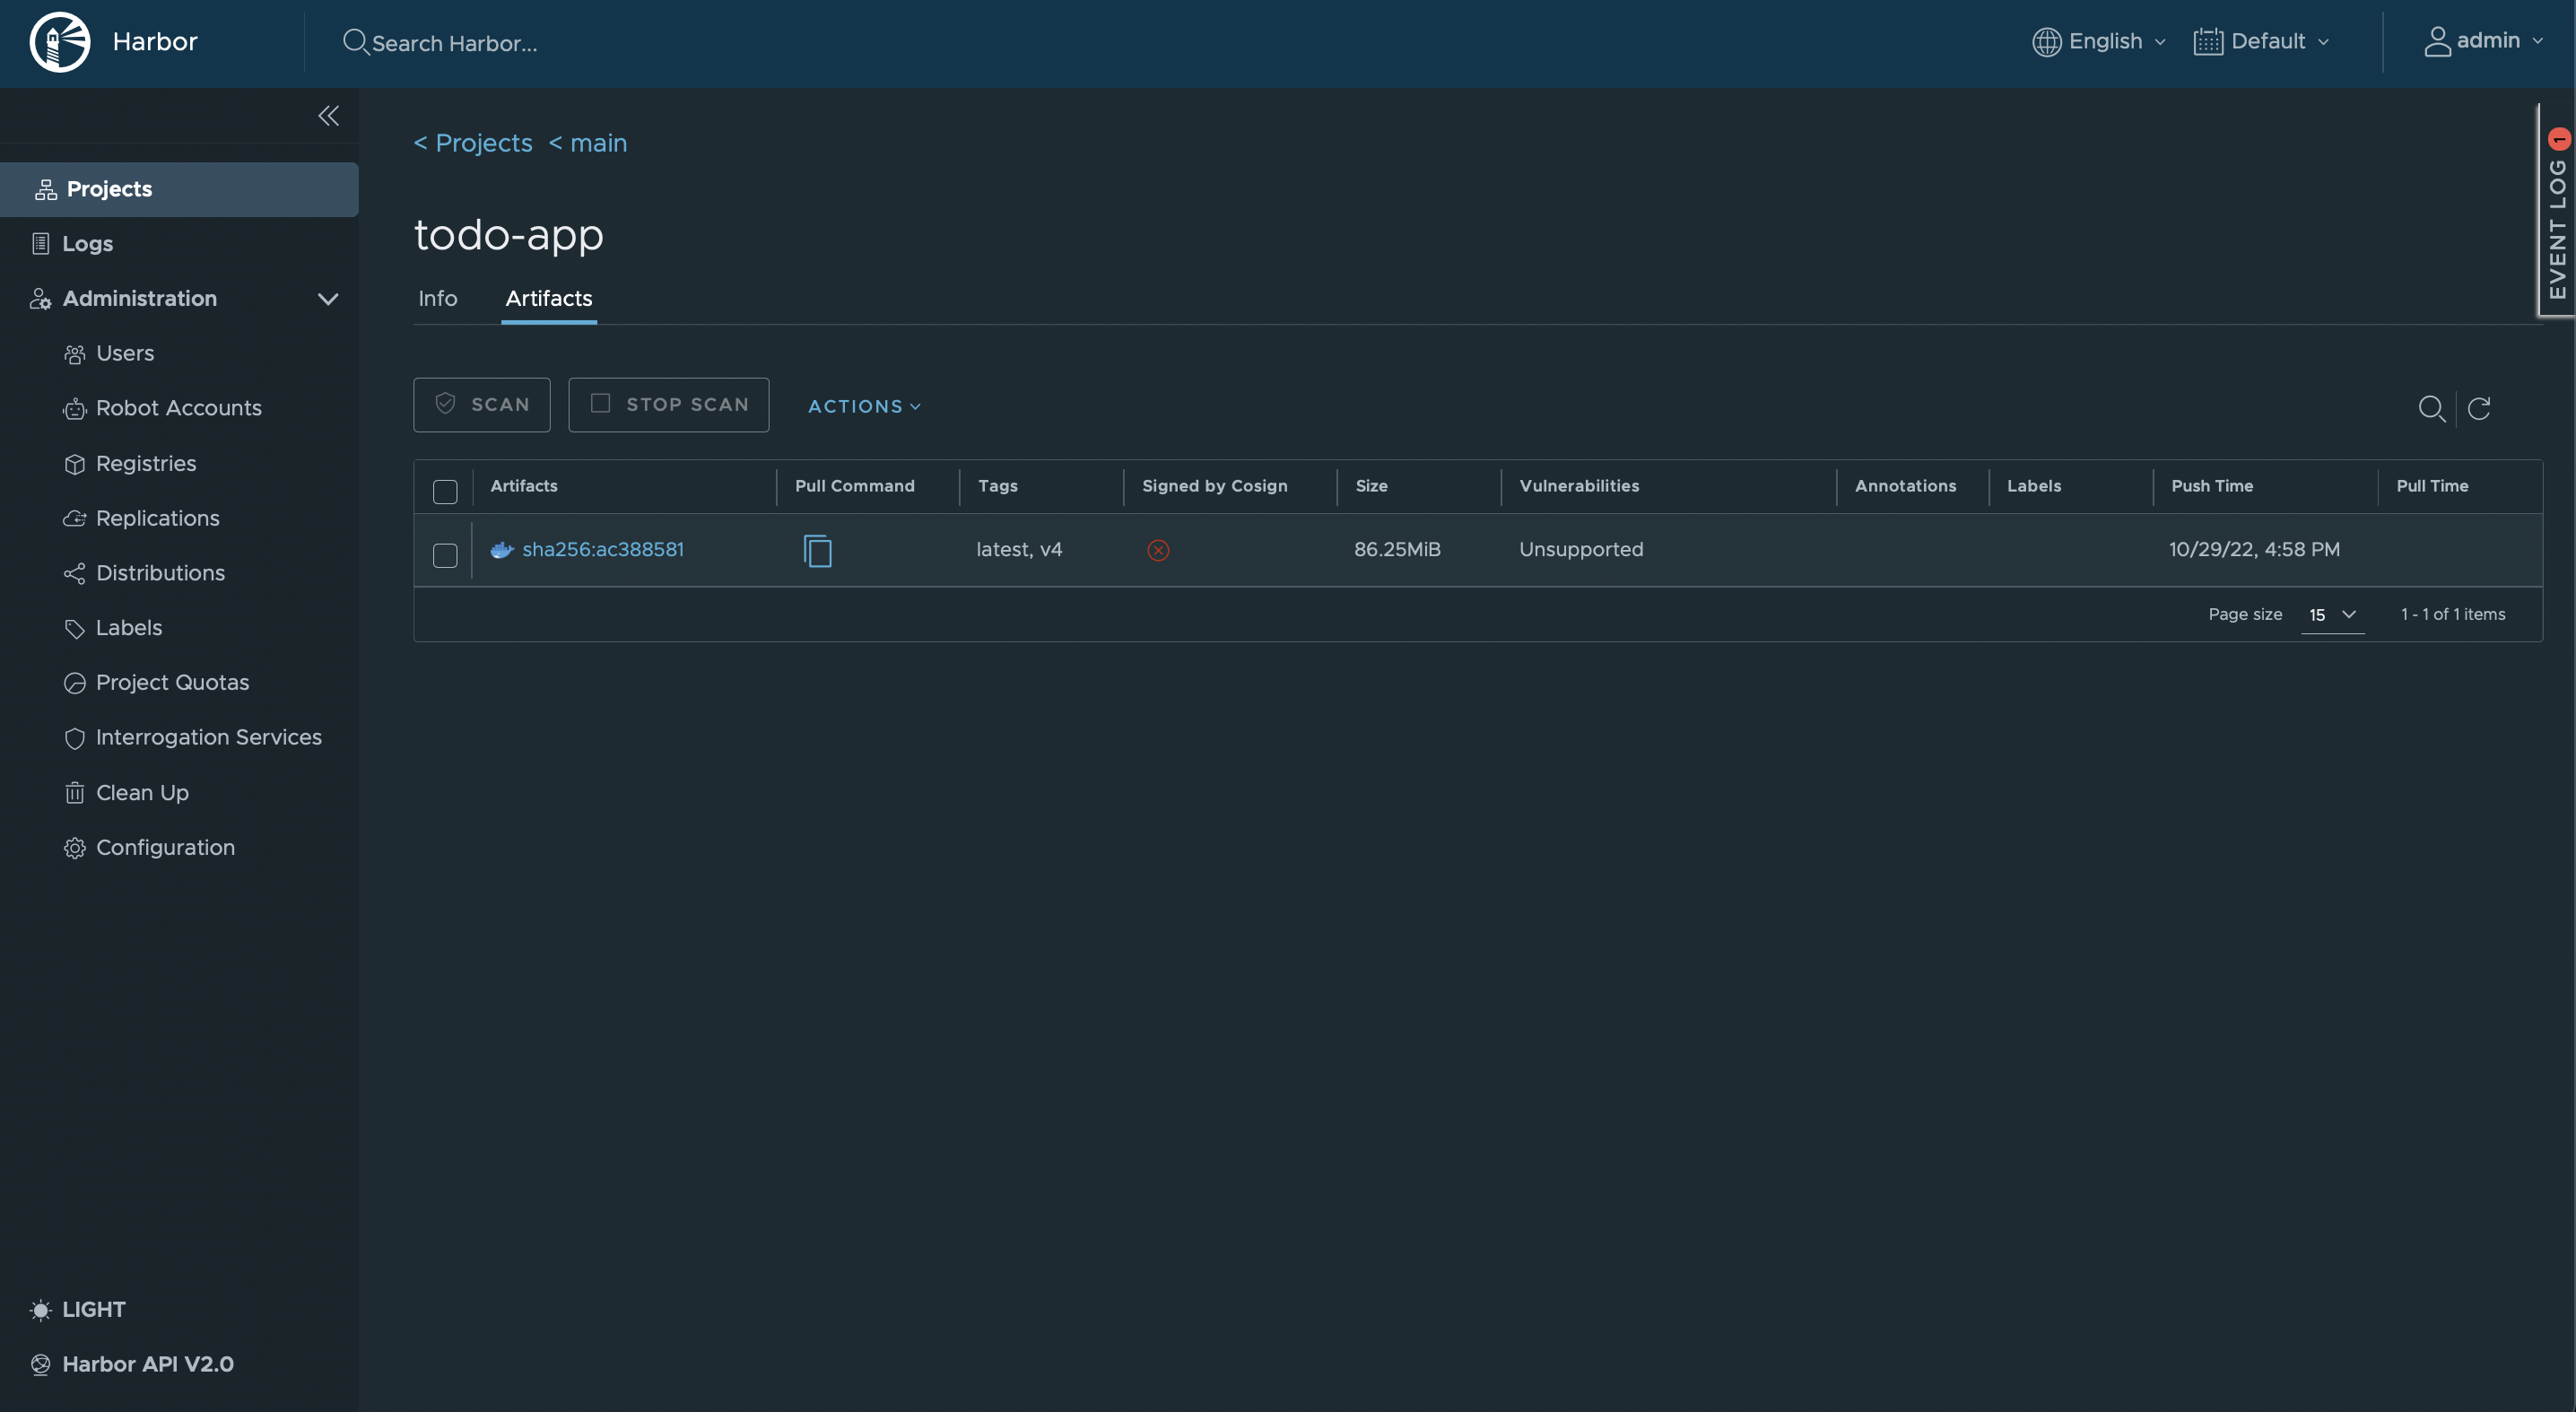 Harbor
Search Harbor...
English
Default
admin
Projects
Logs
Administration
Users
Robot Accounts
Registries
Replications
Distributions
Labels
Project Quotas
Interrogation Services
Clean Up
Configuration
LIGHT
Harbor API V2.0
< Projects < main
todo-app
Info Artifacts
SCAN STOP SCAN ACTIONS
Artifacts Pull Command Tags Signed by Cosign Size Vulnerabilities Annotations Labels Push Time Pull Time
sha256:ac388581 latest, v4 86.25MiB Unsupported 10/29/22, 4:58 PM
Page size 15 1 - 1 of 1 items
EVENT LOG 1